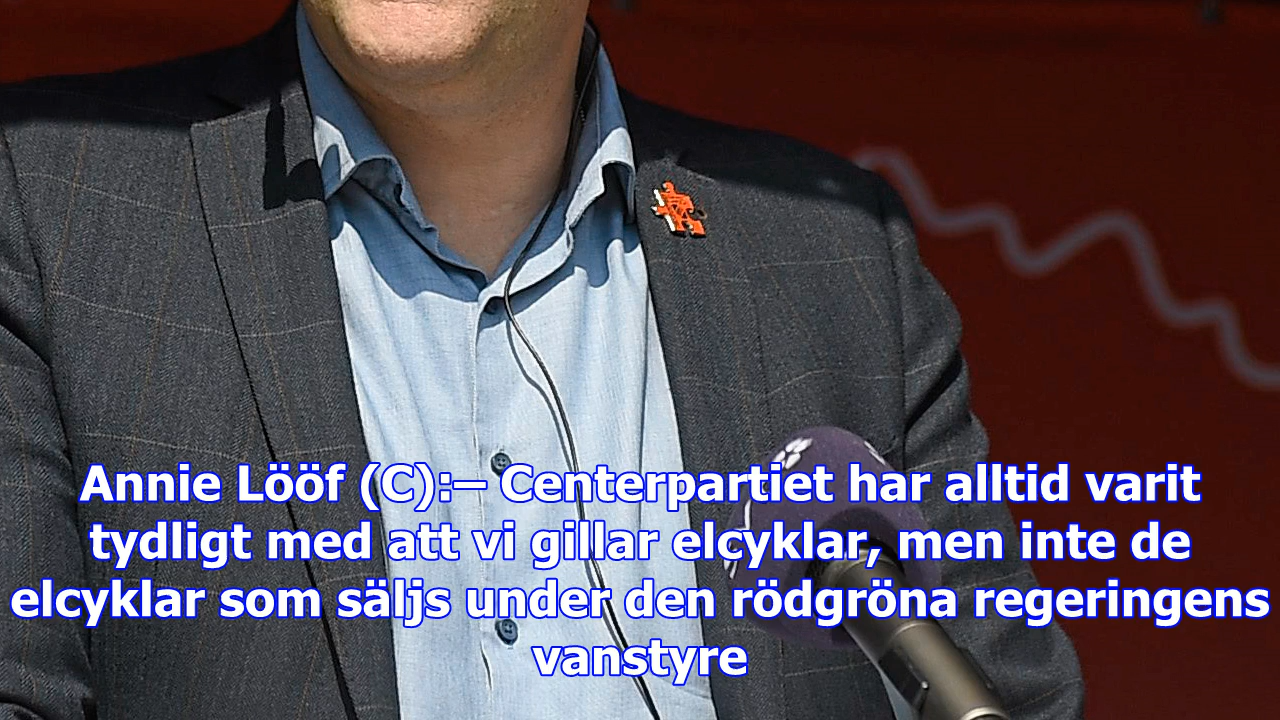 Annie Lööf (C):– Centerpartiet har alltid varit
tydligt med att vi gillar elcyklar, men inte de
elcyklar som säljs under den rödgröna regeringens
vanstyre